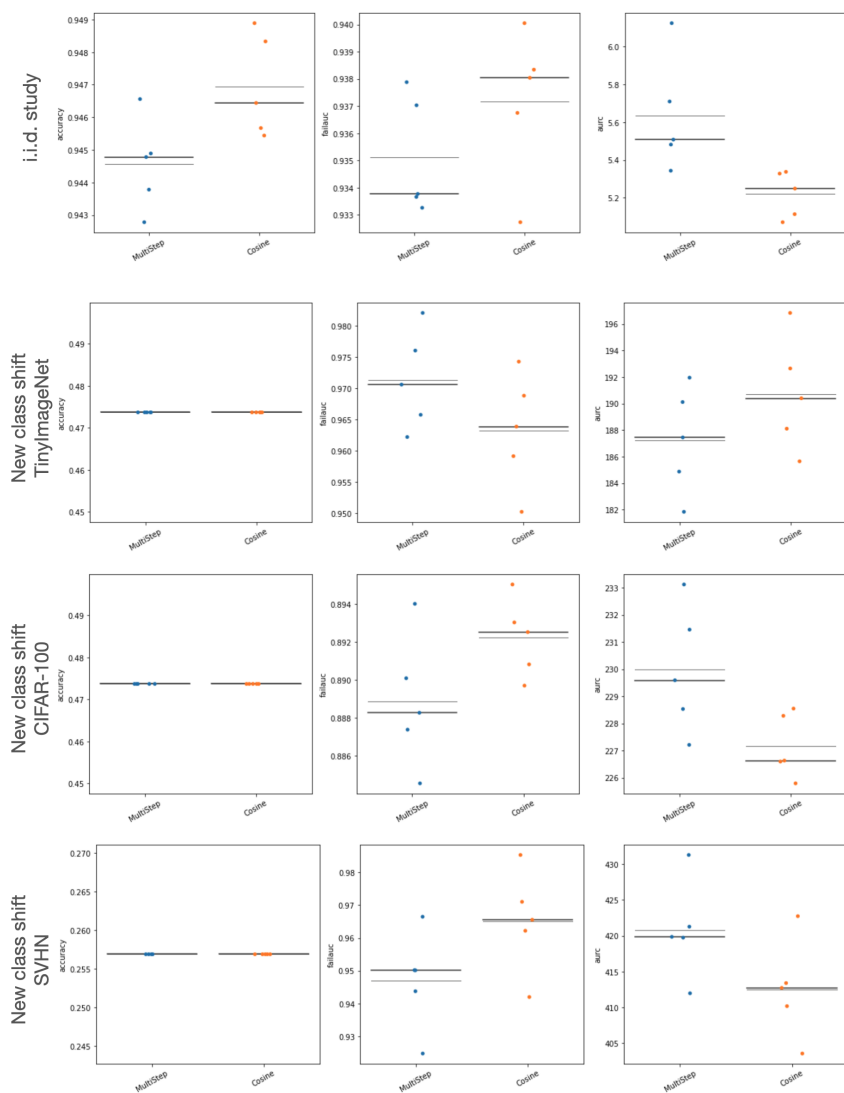 i.i.d. study
accuracy
0.949
0.948
0.947
0.946
0.945
0.944
0.943
MultiStep
Cosine
failauc
0.940
0.939
0.938
0.937
0.936
0.935
0.934
0.933
MultiStep
Cosine
aurc
6.0
5.8
5.6
5.4
5.2
MultiStep
Cosine
New class shift
TinyImageNet
accuracy
0.49
0.48
0.47
0.46
0.45
MultiStep
Cosine
failauc
0.980
0.975
0.970
0.965
0.960
0.955
0.950
MultiStep
Cosine
aurc
196
194
192
190
188
186
184
182
MultiStep
Cosine
New class shift
CIFAR-100
accuracy
0.49
0.48
0.47
0.46
0.45
MultiStep
Cosine
failauc
0.894
0.892
0.890
0.888
0.886
MultiStep
Cosine
aurc
233
232
231
230
229
228
227
226
MultiStep
Cosine
New class shift
SVHN
accuracy
0.270
0.265
0.260
0.255
0.250
0.245
MultiStep
Cosine
failauc
0.98
0.97
0.96
0.95
0.94
0.93
MultiStep
Cosine
aurc
430
425
420
415
410
405
MultiStep
Cosine